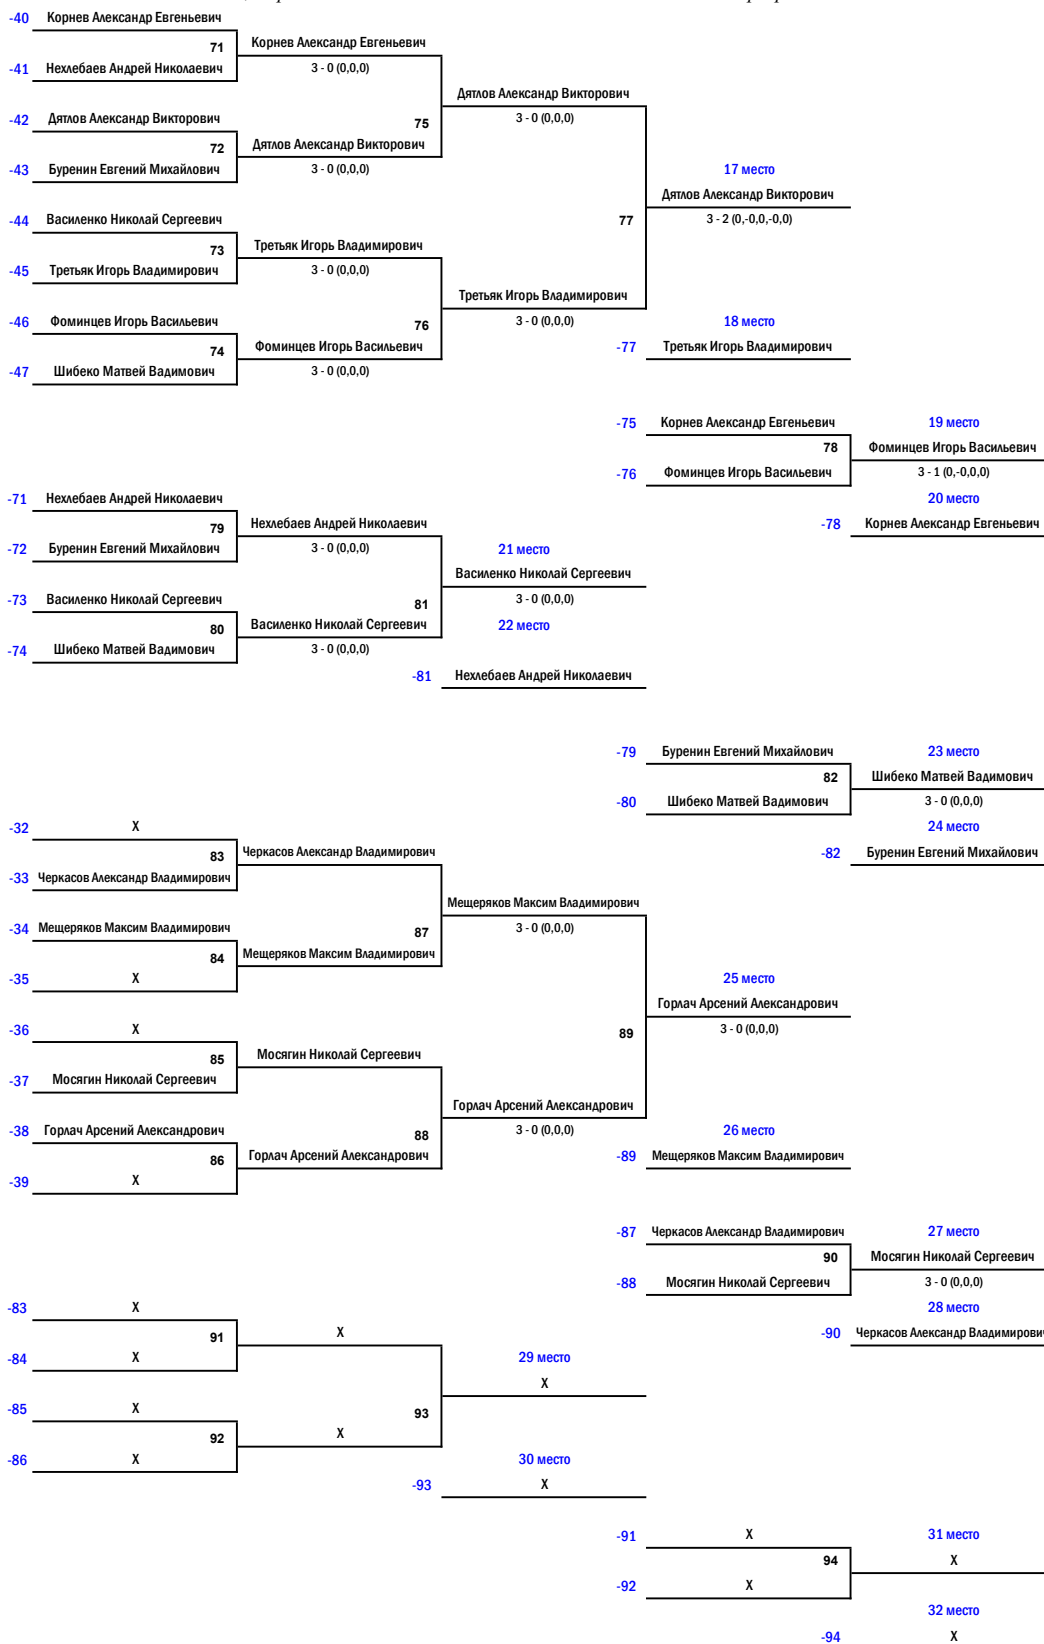 -40 Корнев Александр Евгеньевич
71 Корнев Александр Евгеньевич
-41 Нехлебаев Андрей Николаевич 3 - 0 (0,0,0)
Дятлов Александр Викторович
-42 Дятлов Александр Викторович 75 3 - 0 (0,0,0)
72 Дятлов Александр Викторович
-43 Буренин Евгений Михайлович 3 - 0 (0,0,0) 17 место
Дятлов Александр Викторович
-44 Василенко Николай Сергеевич 77 3 - 2 (0,-0,0,-0,0)
73 Третьяк Игорь Владимирович
-45 Третьяк Игорь Владимирович 3 - 0 (0,0,0)
Третьяк Игорь Владимирович
-46 Фоминцев Игорь Васильевич 76 3 - 0 (0,0,0) 18 место
74 Фоминцев Игорь Васильевич -77 Третьяк Игорь Владимирович
-47 Шибеко Матвей Вадимович 3 - 0 (0,0,0)
-75 Корнев Александр Евгеньевич 19 место
78 Фоминцев Игорь Васильевич
-76 Фоминцев Игорь Васильевич 3 - 1 (0,-0,0,0)
-71 Нехлебаев Андрей Николаевич 20 место
79 Нехлебаев Андрей Николаевич -78 Корнев Александр Евгеньевич
-72 Буренин Евгений Михайлович 3 - 0 (0,0,0) 21 место
Василенко Николай Сергеевич
-73 Василенко Николай Сергеевич 81 3 - 0 (0,0,0)
80 Василенко Николай Сергеевич 22 место
-74 Шибеко Матвей Вадимович 3 - 0 (0,0,0)
-81 Нехлебаев Андрей Николаевич
-79 Буренин Евгений Михайлович 23 место
82 Шибеко Матвей Вадимович
-80 Шибеко Матвей Вадимович 3 - 0 (0,0,0)
-32 X 24 место
83 Черкасов Александр Владимирович -82 Буренин Евгений Михайлович
-33 Черкасов Александр Владимирович
Мещеряков Максим Владимирович
-34 Мещеряков Максим Владимирович 87 3 - 0 (0,0,0)
84 Мещеряков Максим Владимирович
-35 X 25 место
Горлач Арсений Александрович
-36 X 89 3 - 0 (0,0,0)
85 Мосягин Николай Сергеевич
-37 Мосягин Николай Сергеевич
Горлач Арсений Александрович
-38 Горлач Арсений Александрович 88 3 - 0 (0,0,0) 26 место
86 Горлач Арсений Александрович -89 Мещеряков Максим Владимирович
-39 X
-87 Черкасов Александр Владимирович 27 место
90 Мосягин Николай Сергеевич
-88 Мосягин Николай Сергеевич 3 - 0 (0,0,0)
-83 X 28 место
91 X -90 Черкасов Александр Владимирович
-84 X 29 место
X
-85 X 93
92 X
-86 X 30 место
-93 X
-91 X 31 место
94 X
-92 X
32 место
-94 X